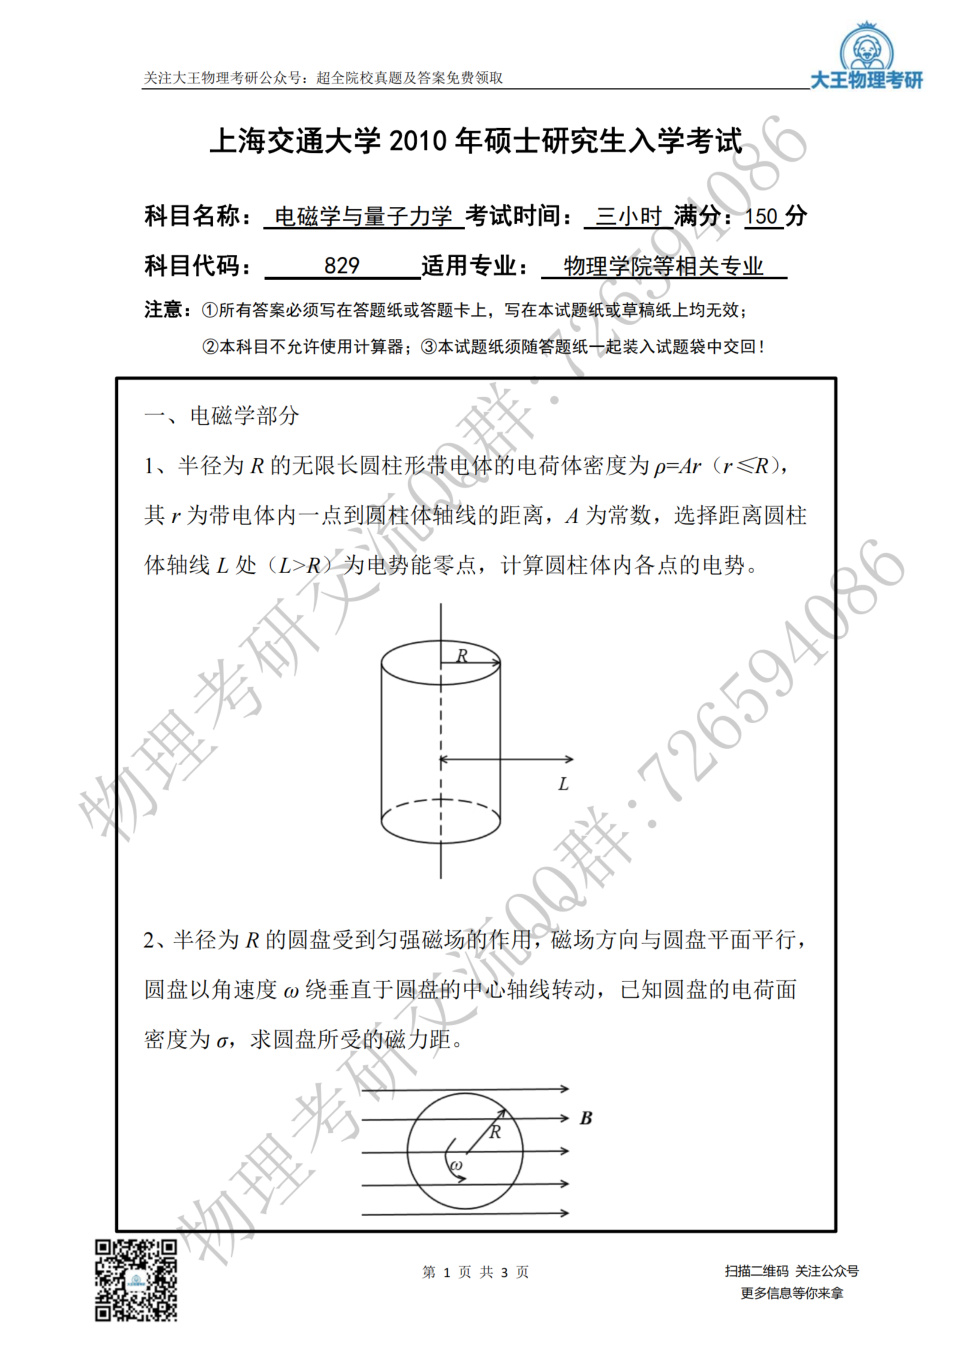 关注大王物理考研公众号：超全院校真题及答案免费领取
大王物理考研
上海交通大学 2010 年硕士研究生入学考试
科目名称： 电磁学与量子力学 考试时间： 三小时 满分：150 分
科目代码： 829 适用专业： 物理学院等相关专业
注意：①所有答案必须写在答题纸或答题卡上，写在本试题纸或草稿纸上均无效；
②本科目不允许使用计算器；③本试题纸须随答题纸一起装入试题袋中交回！
一、电磁学部分
1、半径为 R 的无限长圆柱形带电体的电荷体密度为 ρ=Ar（r≤R），
其 r 为带电体内一点到圆柱体轴线的距离，A 为常数，选择距离圆柱
体轴线 L 处（L>R）为电势能零点，计算圆柱体内各点的电势。
R
L
2、半径为 R 的圆盘受到匀强磁场的作用，磁场方向与圆盘平面平行，
圆盘以角速度 ω 绕垂直于圆盘的中心轴线转动，已知圆盘的电荷面
密度为 σ，求圆盘所受的磁力距。
B
R
ω
物理考研交流QQ群:726594086
物理考研交流QQ群:726594086
大王物理考研
第 1 页 共 3 页
扫描二维码 关注公众号
更多信息等你来拿